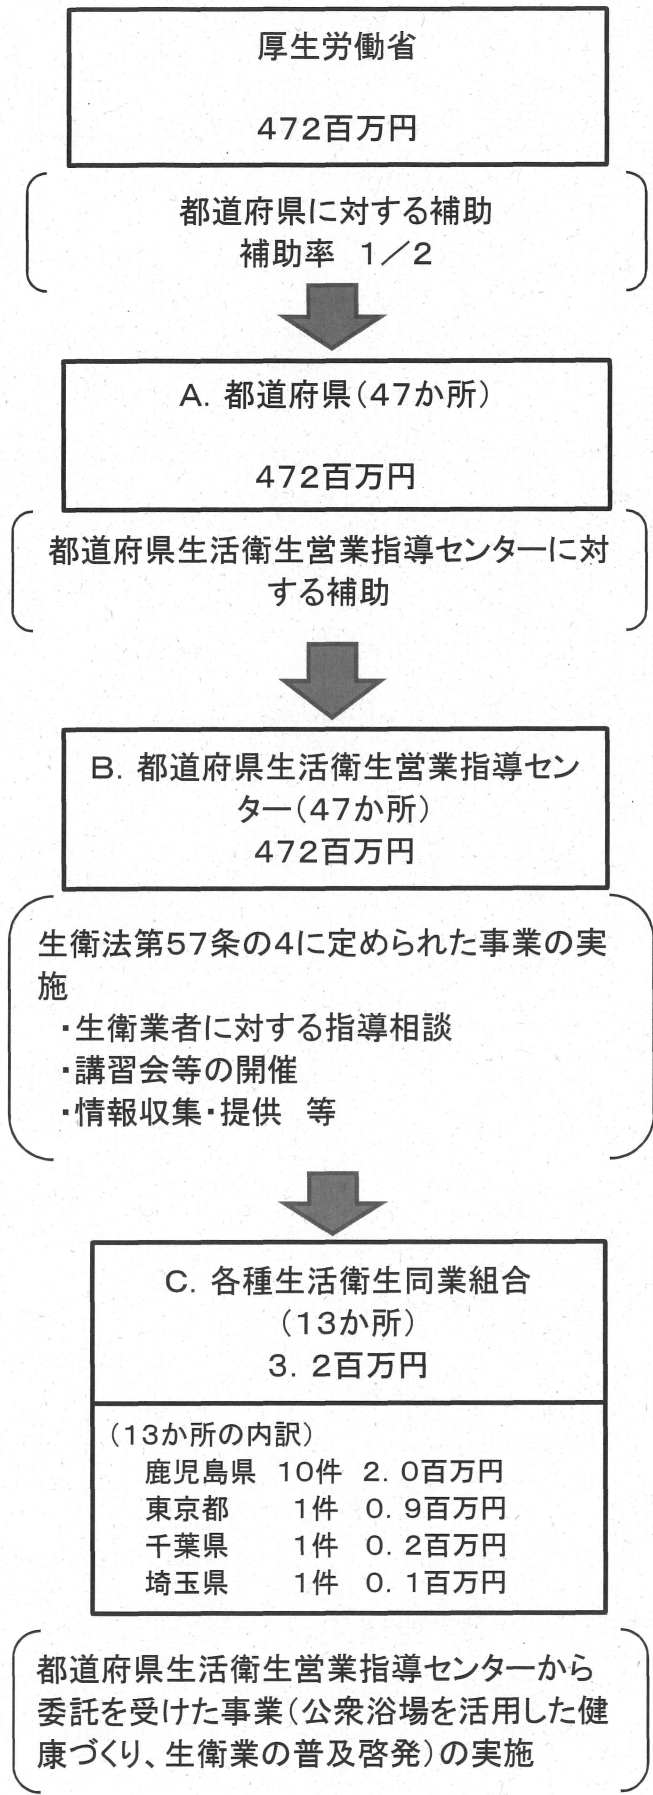 厚生労働省
472百万円
都道府県に対する補助
補助率 1/2
A. 都道府県(47か所)
472百万円
都道府県生活衛生営業指導センターに対
する補助
B. 都道府県生活衛生営業指導セン
ター(47か所)
472百万円
生衛法第57条の4に定められた事業の実
施
・生衛業者に対する指導相談
・講習会等の開催
・情報収集・提供 等
C. 各種生活衛生同業組合
(13か所)
3. 2百万円
(13か所の内訳)
鹿児島県 10件 2. 0百万円
東京都 1件 0. 9百万円
千葉県 1件 0. 2百万円
埼玉県 1件 0. 1百万円
都道府県生活衛生営業指導センターから
委託を受けた事業(公衆浴場を活用した健
康づくり、生衛業の普及啓発)の実施